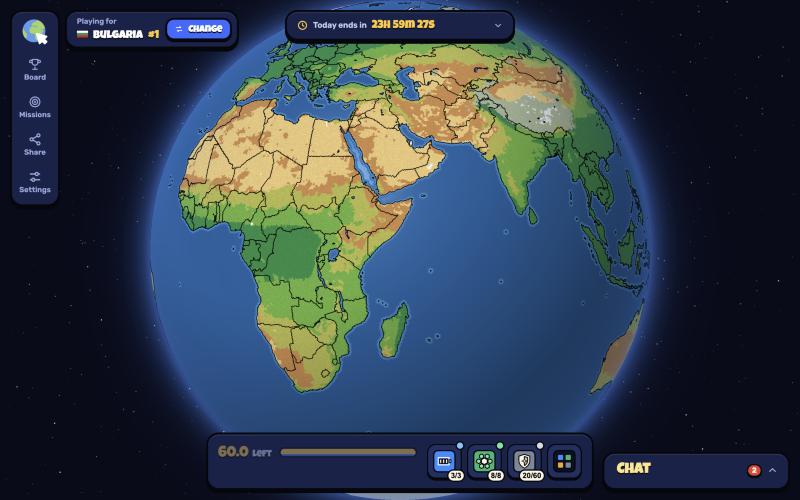 Playing for
BULGARIA #1
CHANGE
Today ends in 23H 59M 27S
Board
Missions
Share
Settings
60.0 LEFT
3/3
8/8
20/60
CHAT
2